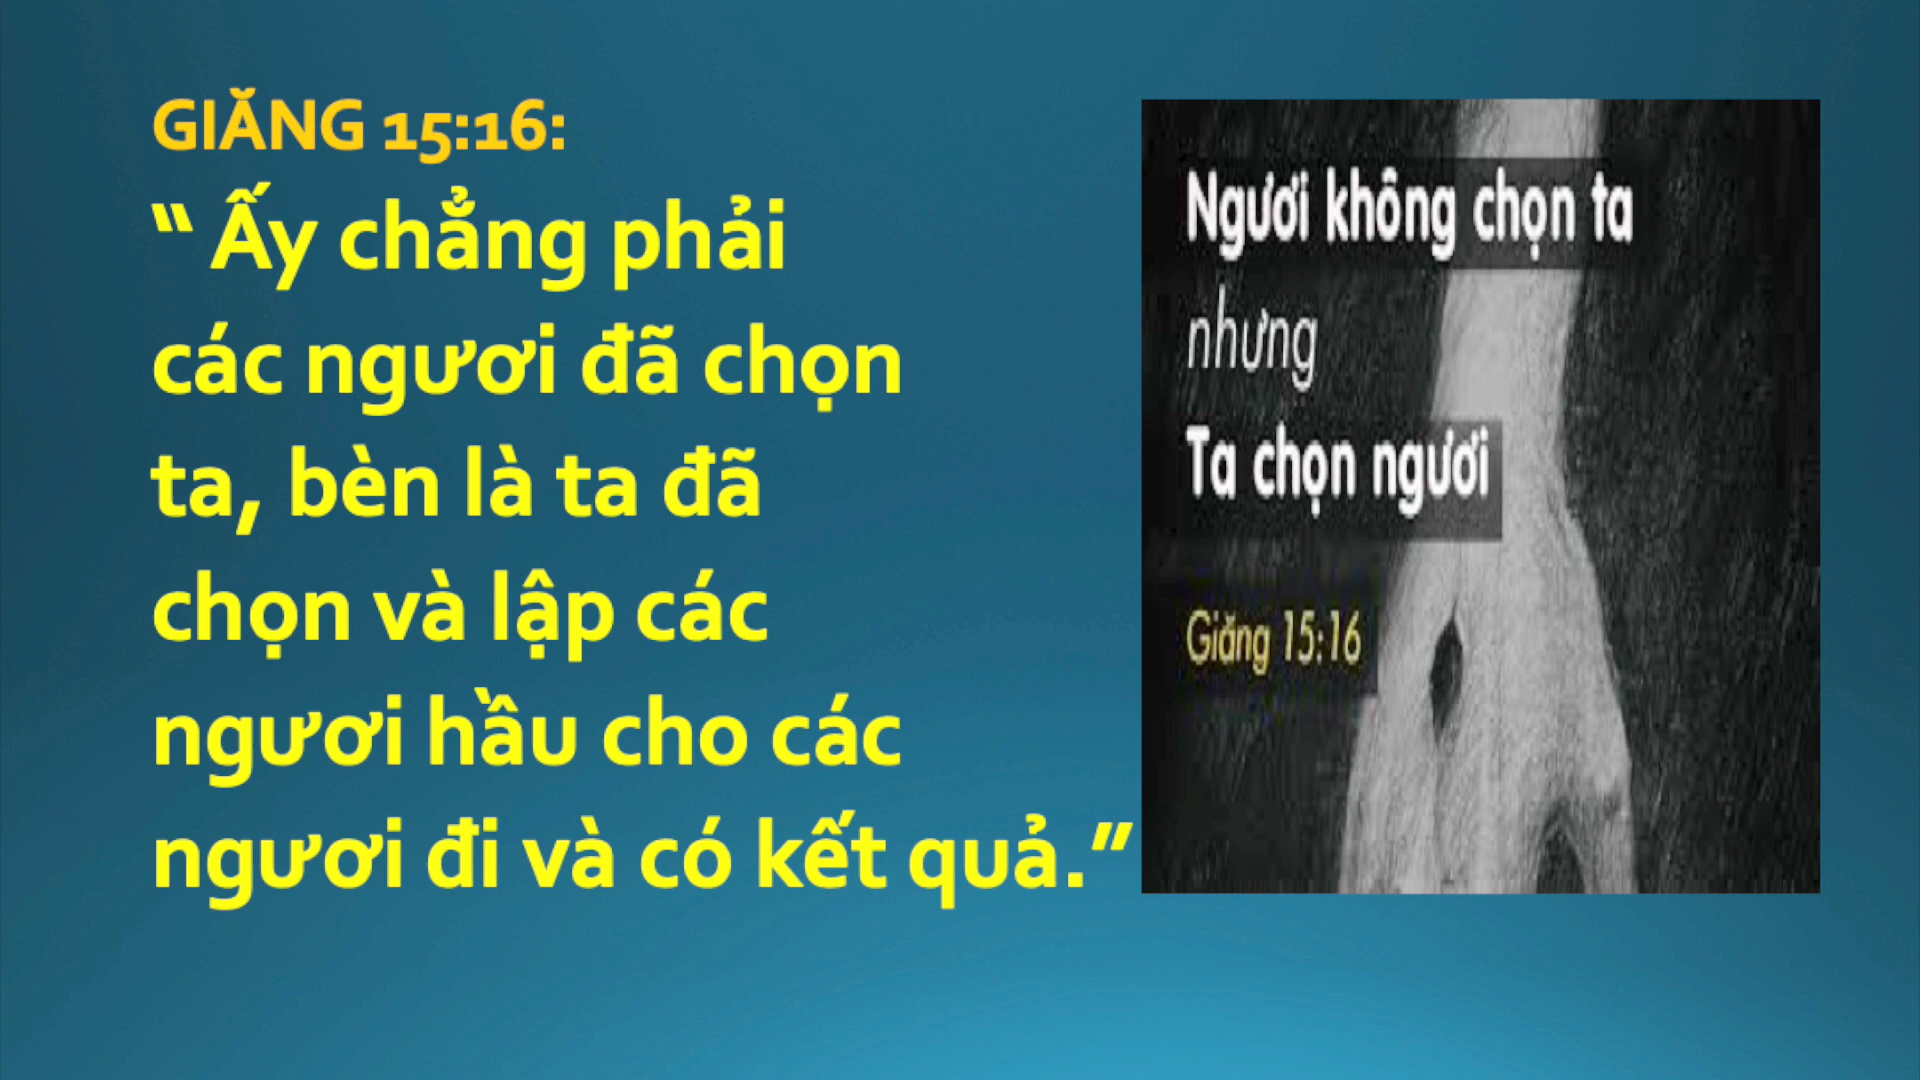 GIĂNG 15:16:
“ Ấy chẳng phải
các ngươi đã chọn
ta, bèn là ta đã
chọn và lập các
ngươi hầu cho các
ngươi đi và có kết quả.”
Ngươi không chọn ta
nhưng
Ta chọn ngươi
Giăng 15:16